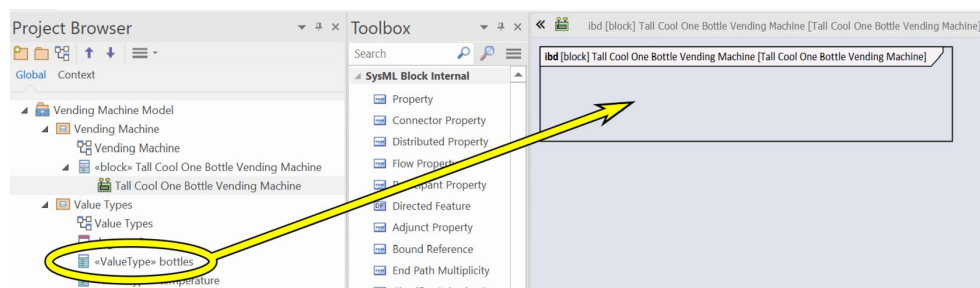 Project Browser
Global Context
Vending Machine Model
Vending Machine
Vending Machine
«block» Tall Cool One Bottle Vending Machine
Tall Cool One Bottle Vending Machine
Value Types
Value Types
«ValueType» bottles
Toolbox
Search
SysML Block Internal
Property
Connector Property
Distributed Property
Flow Property
Participant Property
Directed Feature
Adjunct Property
Bound Reference
End Path Multiplicity
ibd [block] Tall Cool One Bottle Vending Machine [Tall Cool One Bottle Vending Machine]
ibd [block] Tall Cool One Bottle Vending Machine [Tall Cool One Bottle Vending Machine]